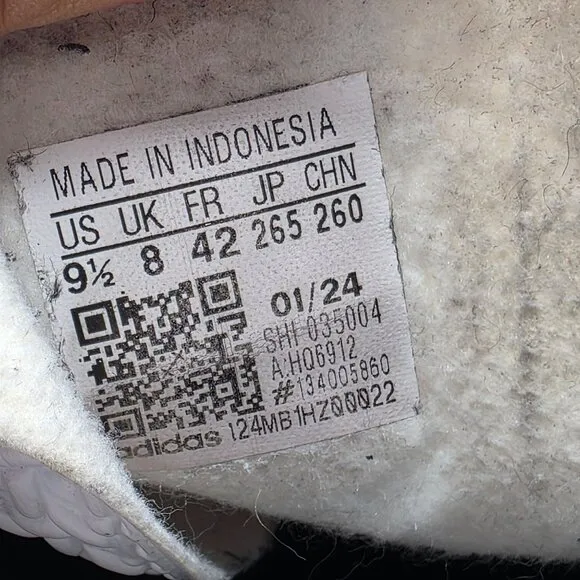 MADE IN INDONESIA
US UK FR JP CHN
9½ 8 42 265 260
01/24
SHI 035004
A:HQ6912
#134005860
adidas 124MB1HZ00022